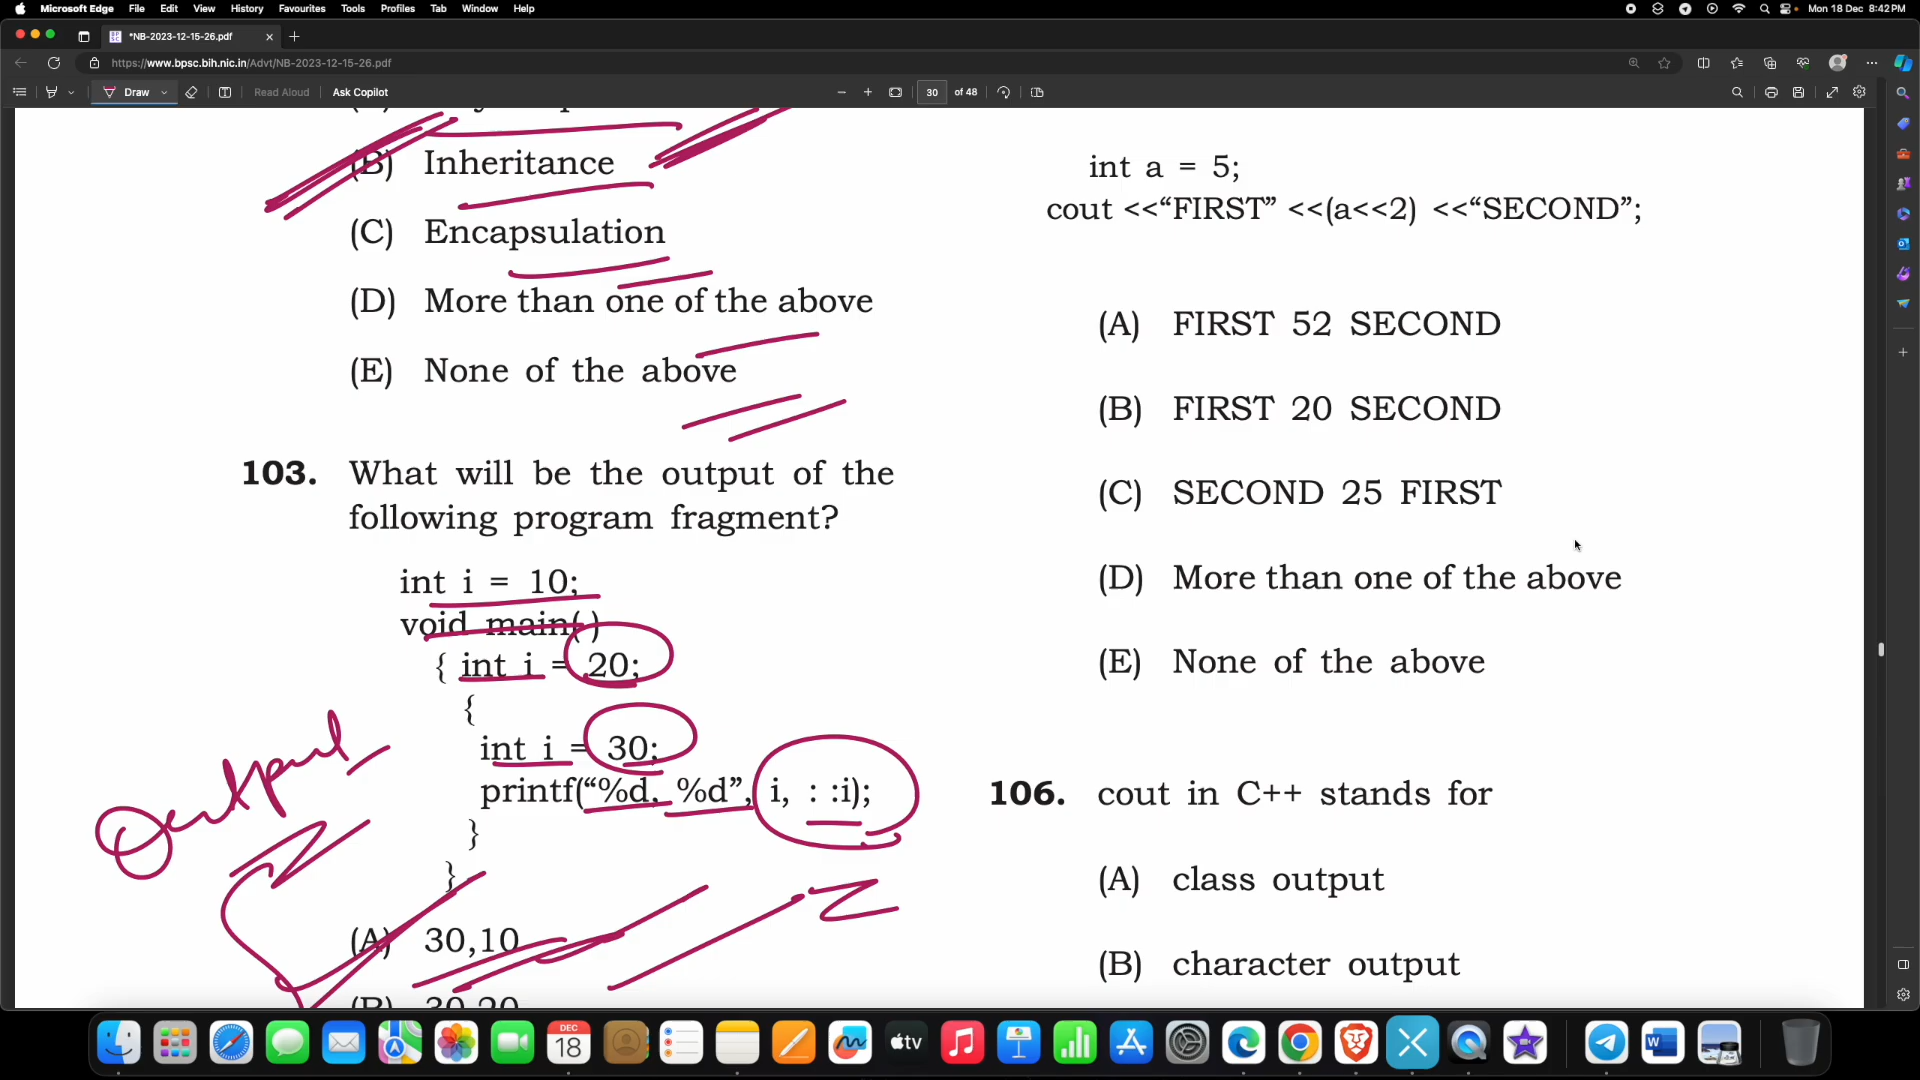 Microsoft Edge File Edit View History Favourites Tools Profiles Tab Window Help
Mon 18 Dec 8:42 PM
*NB-2023-12-15-26.pdf
https://www.bpsc.bih.nic.in/Advt/NB-2023-12-15-26.pdf
Draw
Read Aloud
Ask Copilot
30 of 48
(B) Inheritance
(C) Encapsulation
(D) More than one of the above
(E) None of the above
103. What will be the output of the
following program fragment?
int i = 10;
void main( )
{ int i = 20;
{
int i = 30;
printf(“%d, %d”, i, : :i);
}
}
Output
(A) 30,10
(B) 30,20
int a = 5;
cout <<“FIRST” <<(a<<2) <<“SECOND”;
(A) FIRST 52 SECOND
(B) FIRST 20 SECOND
(C) SECOND 25 FIRST
(D) More than one of the above
(E) None of the above
106. cout in C++ stands for
(A) class output
(B) character output
DEC
18
tv
W